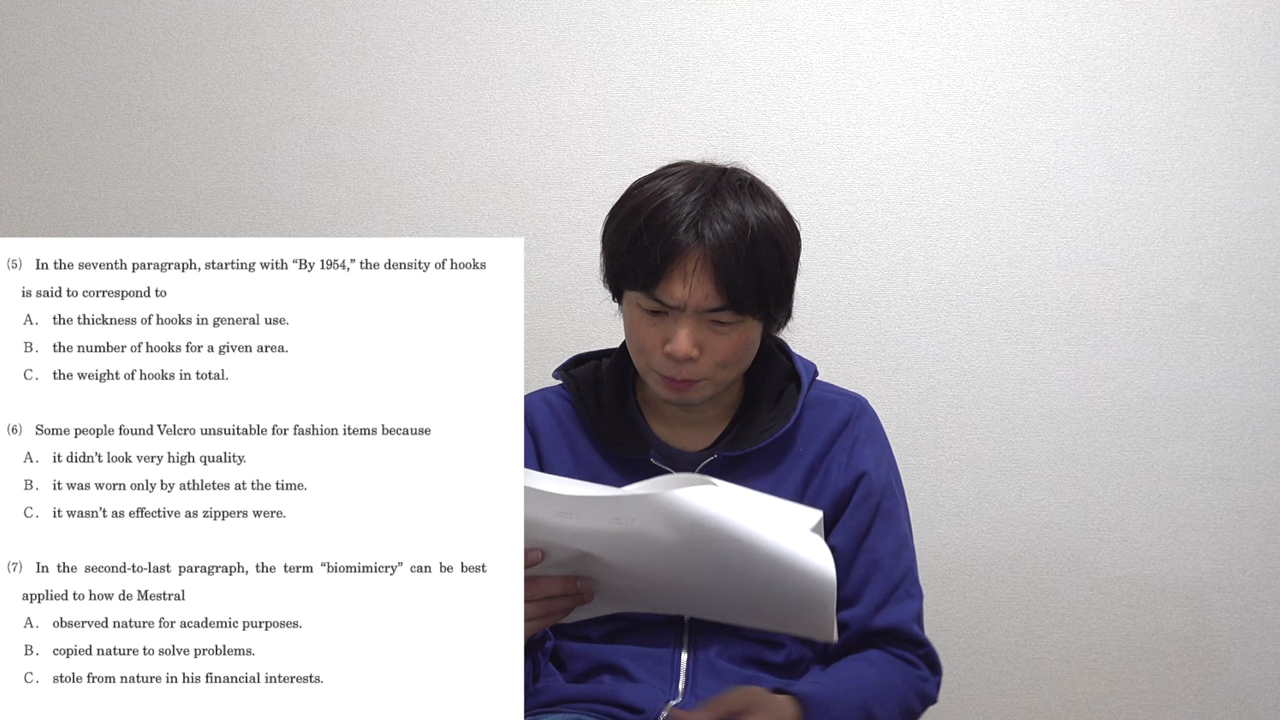 (5) In the seventh paragraph, starting with “By 1954,” the density of hooks
is said to correspond to
A. the thickness of hooks in general use.
B. the number of hooks for a given area.
C. the weight of hooks in total.
(6) Some people found Velcro unsuitable for fashion items because
A. it didn’t look very high quality.
B. it was worn only by athletes at the time.
C. it wasn’t as effective as zippers were.
(7) In the second-to-last paragraph, the term “biomimicry” can be best
applied to how de Mestral
A. observed nature for academic purposes.
B. copied nature to solve problems.
C. stole from nature in his financial interests.